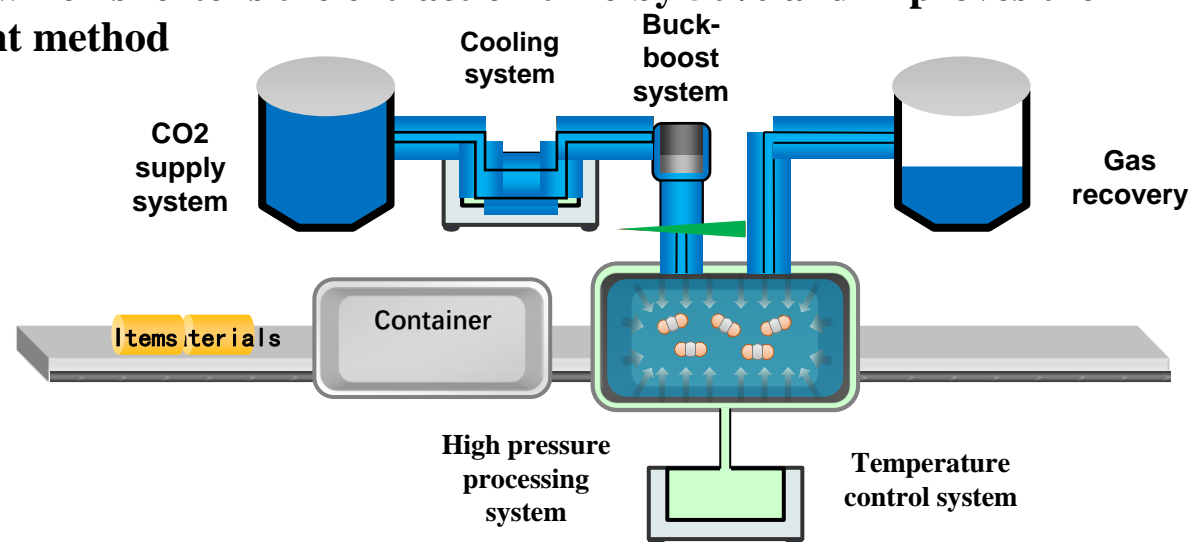 nt method
Cooling
system
Buck-
boost
system
CO2
supply
system
Gas
recovery
Items
terials
Container
High pressure
processing
system
Temperature
control system